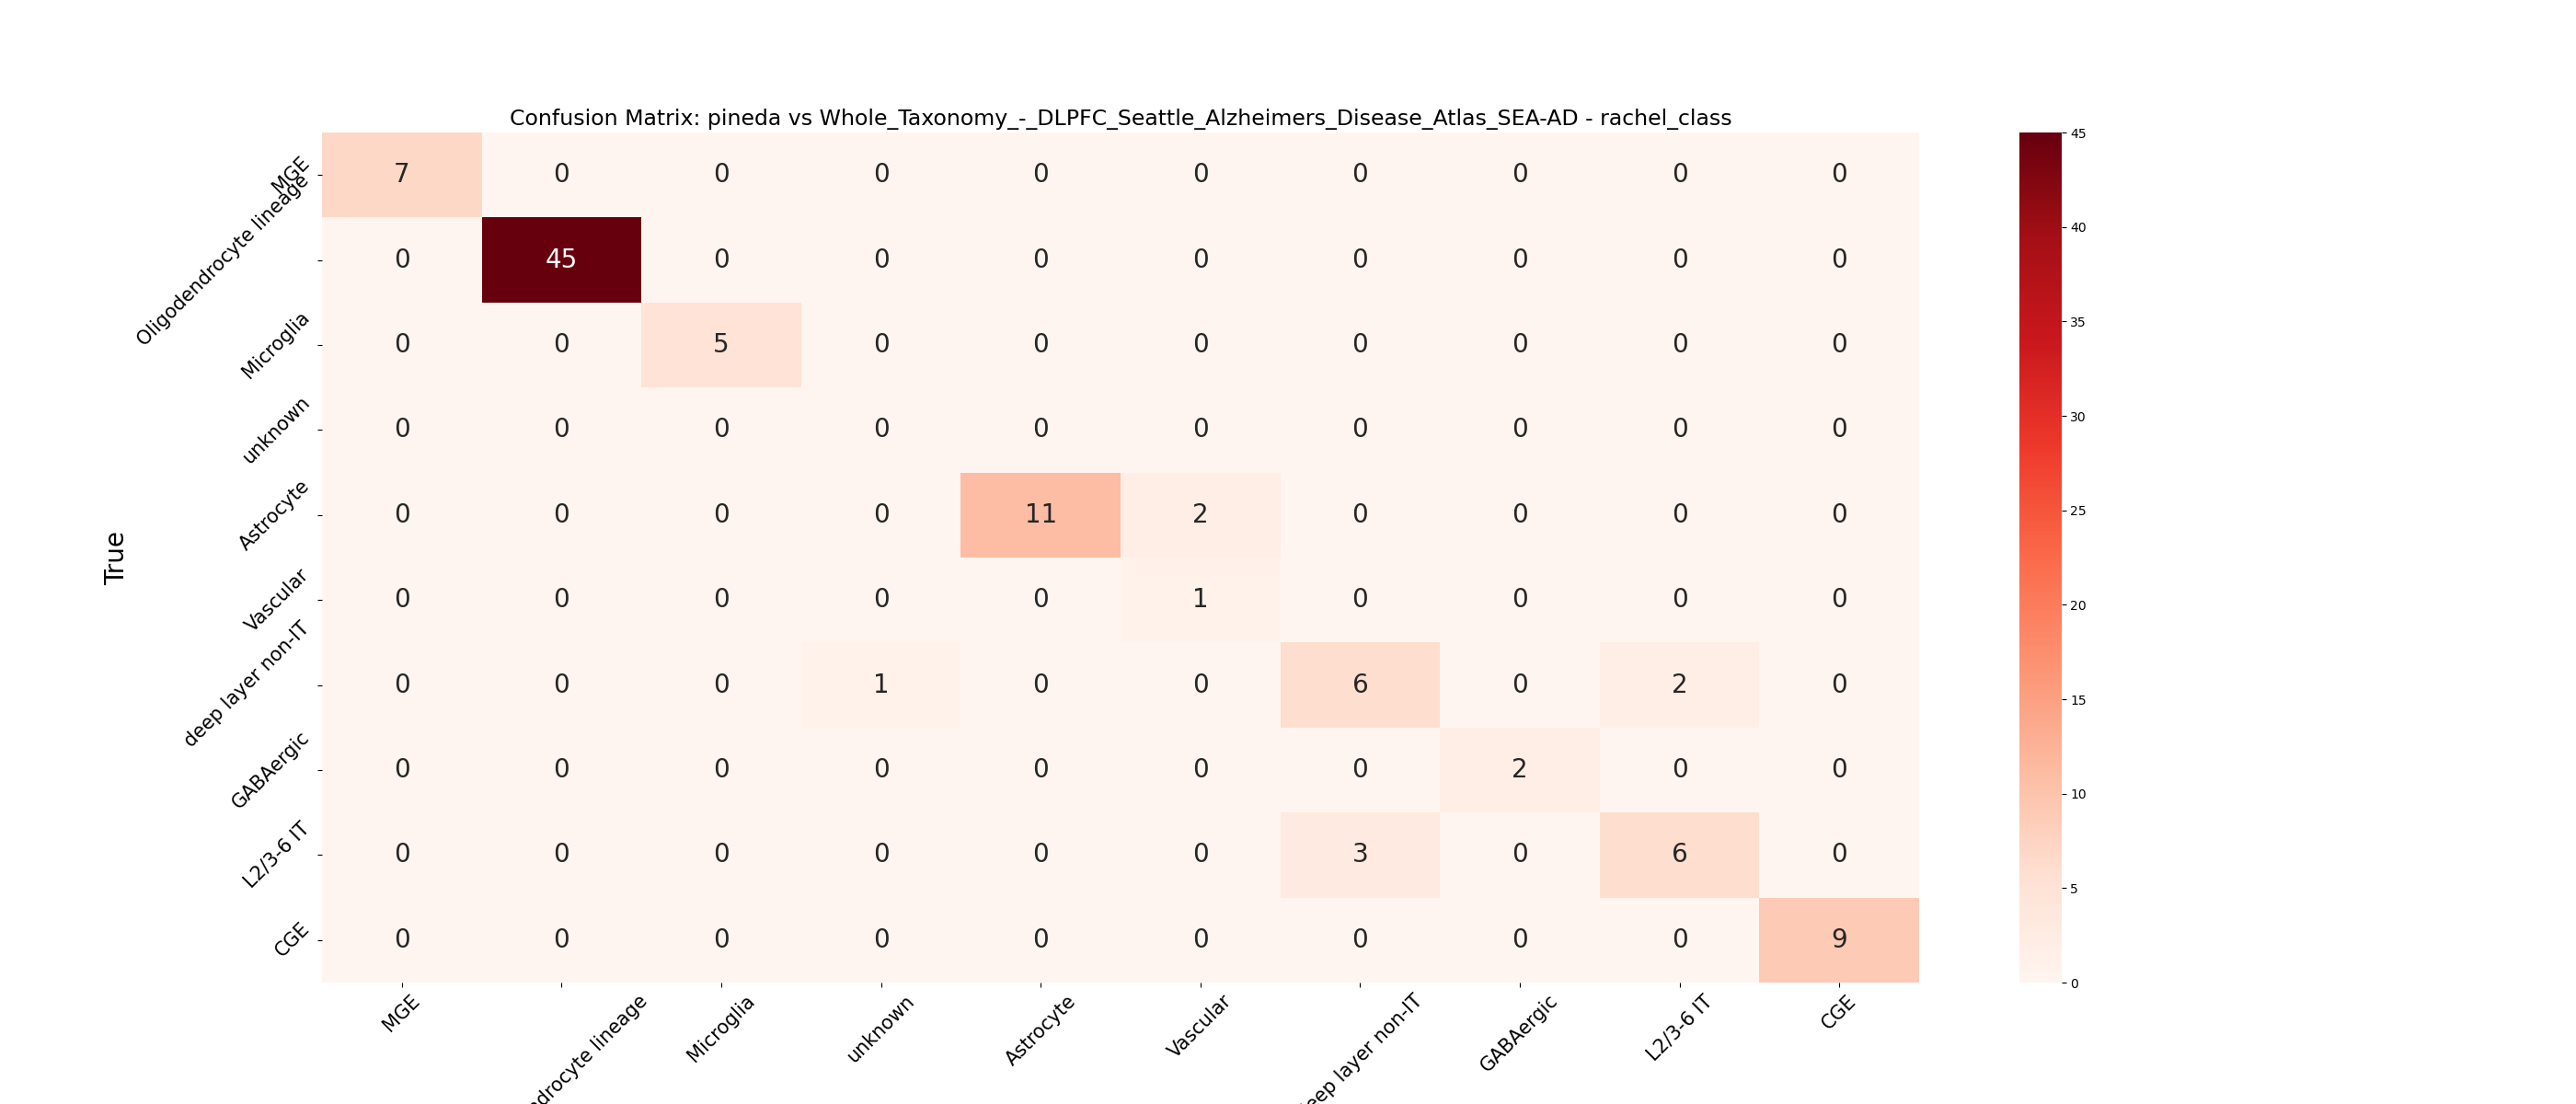 Confusion Matrix: pineda vs Whole_Taxonomy_-_DLPFC_Seattle_Alzheimers_Disease_Atlas_SEA-AD - rachel_class
True
MGE 7 0 0 0 0 0 0 0 0 0
Oligodendrocyte lineage 0 45 0 0 0 0 0 0 0 0
Microglia 0 0 5 0 0 0 0 0 0 0
unknown 0 0 0 0 0 0 0 0 0 0
Astrocyte 0 0 0 0 11 2 0 0 0 0
Vascular 0 0 0 0 0 1 0 0 0 0
deep layer non-IT 0 0 0 1 0 0 6 0 2 0
GABAergic 0 0 0 0 0 0 0 2 0 0
L2/3-6 IT 0 0 0 0 0 0 3 0 6 0
CGE 0 0 0 0 0 0 0 0 0 9
MGE
lineage
Microglia
unknown
Astrocyte
Vascular
layer non-IT
GABAergic
L2/3-6 IT
CGE
45
40
35
30
25
20
15
10
5
0